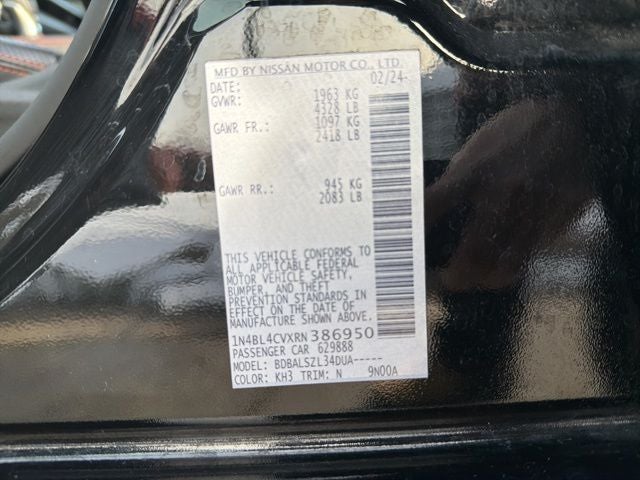 MFD BY NISSAN MOTOR CO., LTD.
DATE: 02/24
GVWR: 1963 KG
4328 LB
GAWR FR.: 1097 KG
2418 LB
GAWR RR.: 945 KG
2083 LB
THIS VEHICLE CONFORMS TO
ALL APPLICABLE FEDERAL
MOTOR VEHICLE SAFETY,
BUMPER, AND THEFT
PREVENTION STANDARDS IN
EFFECT ON THE DATE OF
MANUFACTURE SHOWN ABOVE.
1N4BL4CVXRN386950
PASSENGER CAR 629888
MODEL: BDBALSZL34DUA-----
COLOR: KH3 TRIM: N 9N00A